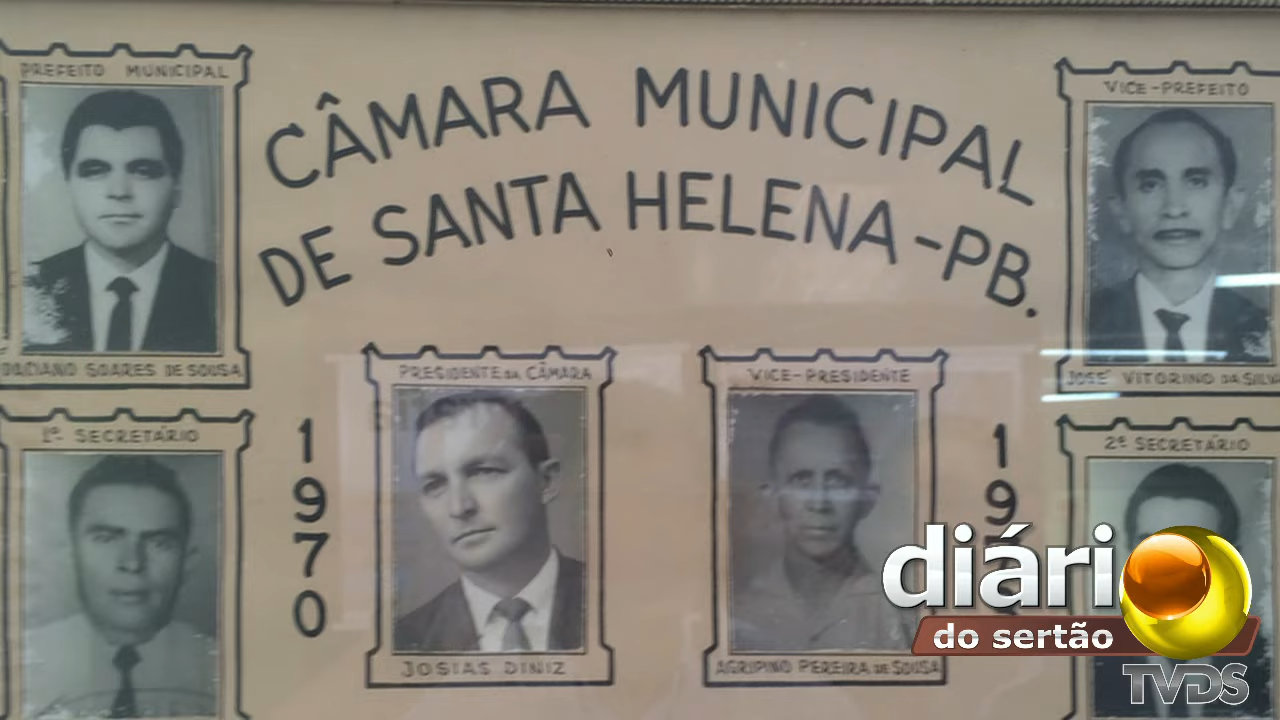 PREFEITO MUNICIPAL
CÂMARA MUNICIPAL
DE SANTA HELENA-PB.
VICE-PREFEITO
SOARES DE SOUSA
JOSÉ VITORINO DA SILVA
1º SECRETÁRIO
PRESIDENTE DA CÂMARA
VICE-PRESIDENTE
2º SECRETÁRIO
1970
19
JOSIAS DINIZ
AGRIPINO PEREIRA DE SOUSA
diário
do sertão
TVDS